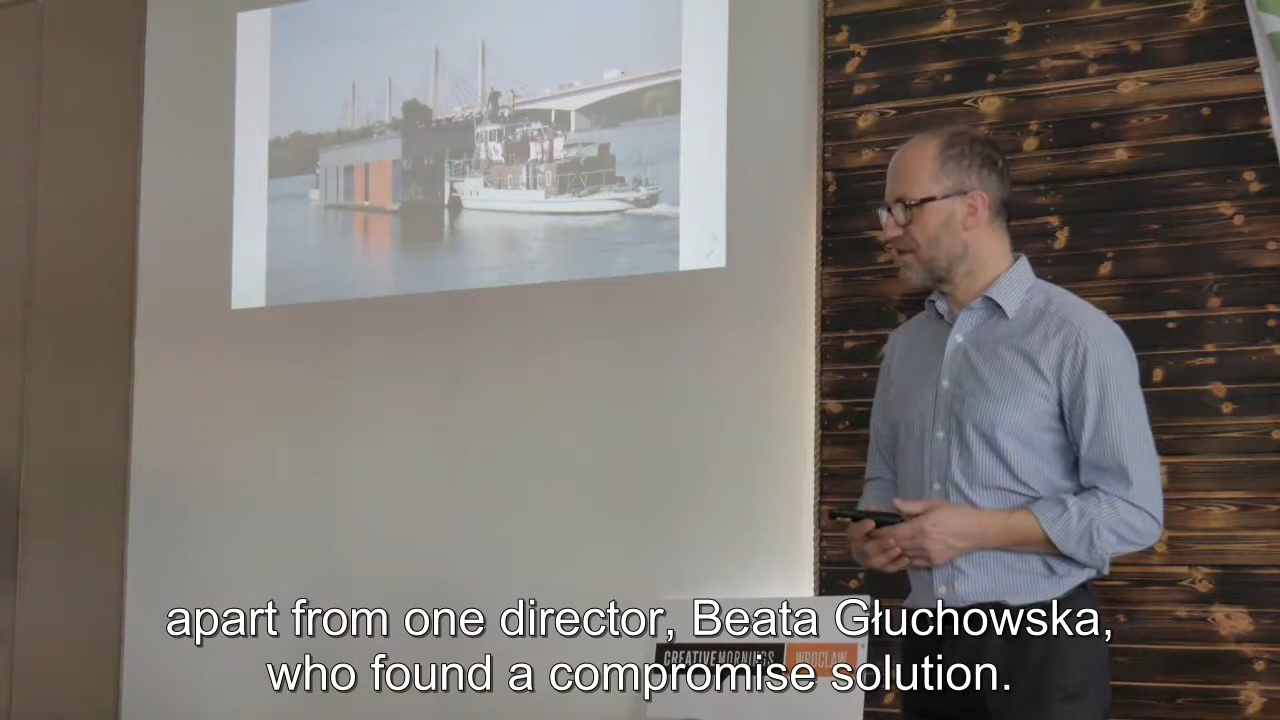 apart from one director, Beata Głuchowska,
CREATIVEMORNINGS WROCLAW
who found a compromise solution.